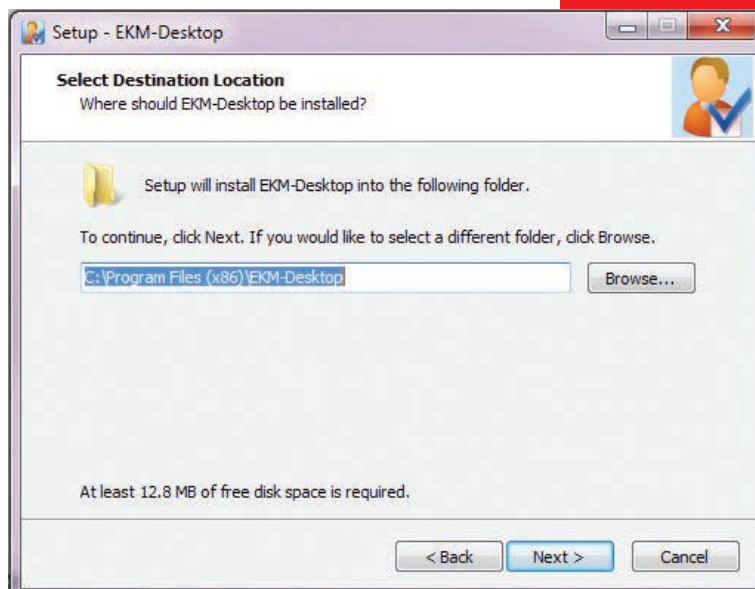 Setup - EKM-Desktop
Select Destination Location
Where should EKM-Desktop be installed?
Setup will install EKM-Desktop into the following folder.
To continue, click Next. If you would like to select a different folder, click Browse.
C:\Program Files (x86)\EKM-Desktop
Browse...
At least 12.8 MB of free disk space is required.
< Back
Next >
Cancel